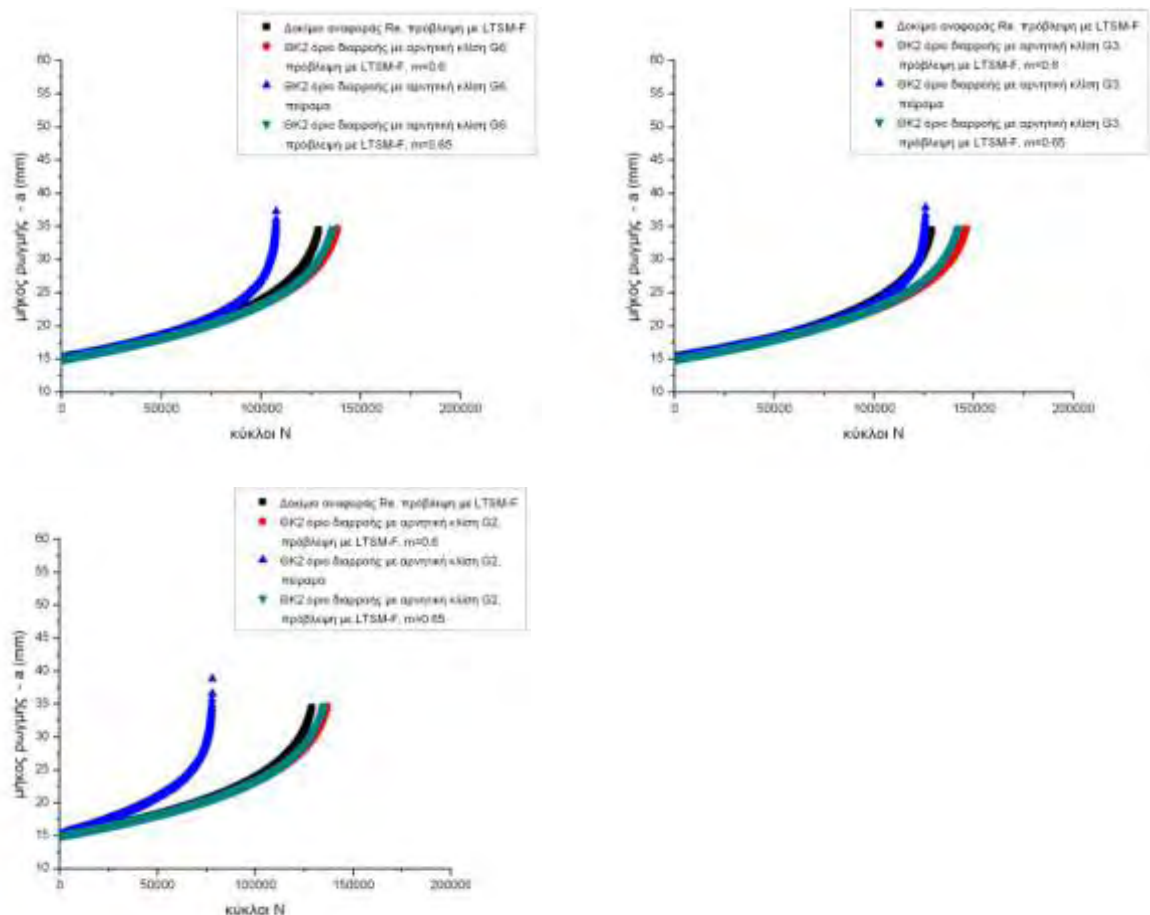 Δοκίμιο αναφοράς Re, πρόβλεψη με LTSM-F
ΘΚ2 όριο διαρροής με αρνητική κλίση G6,
πρόβλεψη με LTSM-F, m=0.6
ΘΚ2 όριο διαρροής με αρνητική κλίση G6,
πείραμα
ΘΚ2 όριο διαρροής με αρνητική κλίση G6
πρόβλεψη με LTSM-F, m=0.65
60
55
50
45
40
35
30
25
20
15
10
μήκος ρωγμής - a (mm)
0 50000 100000 150000 200000
κύκλοι N
Δοκίμιο αναφοράς Re, πρόβλεψη με LTSM-F
ΘΚ2 όριο διαρροής με αρνητική κλίση G3,
πρόβλεψη με LTSM-F, m=0.6
ΘΚ2 όριο διαρροής με αρνητική κλίση G3,
πείραμα
ΘΚ2 όριο διαρροής με αρνητική κλίση G3,
πρόβλεψη με LTSM-F, m=0.65
60
55
50
45
40
35
30
25
20
15
10
μήκος ρωγμής - a (mm)
0 50000 100000 150000 200000
κύκλοι N
Δοκίμιο αναφοράς Re, πρόβλεψη με LTSM-F
ΘΚ2 όριο διαρροής με αρνητική κλίση G2,
πρόβλεψη με LTSM-F, m=0.6
ΘΚ2 όριο διαρροής με αρνητική κλίση G2,
πείραμα
ΘΚ2 όριο διαρροής με αρνητική κλίση G2,
πρόβλεψη με LTSM-F, m=0.65
60
55
50
45
40
35
30
25
20
15
10
μήκος ρωγμής - a (mm)
0 50000 100000 150000 200000
κύκλοι N